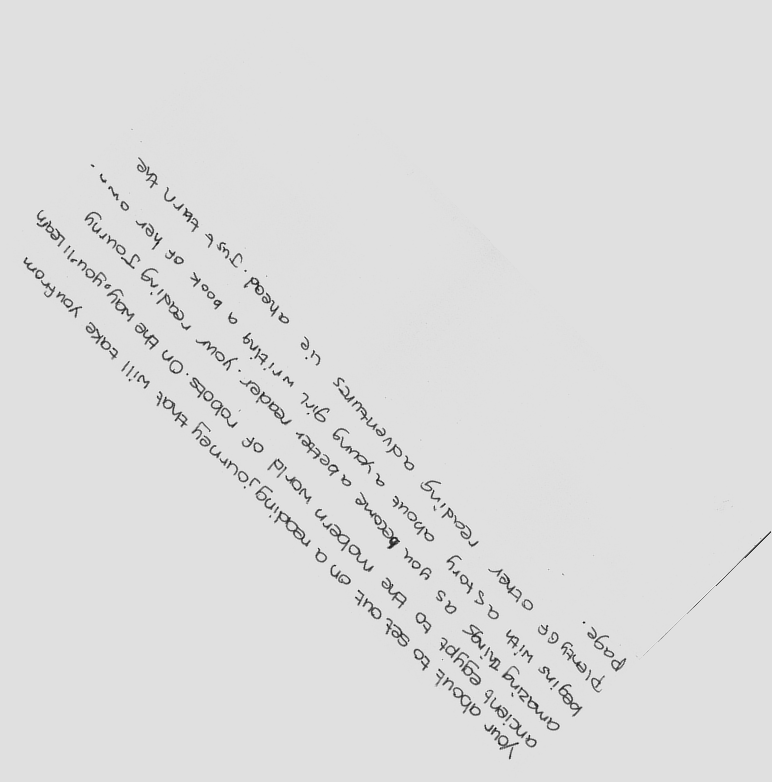 your about to set out on a reading journey that will take you from
ancient egypt to the mobern world of robots. On the way, you'll learn
amazing things as you become a better reader. your reading Journy
begins with a story about a young girl writing a book of her own.
plenty of other reading adventures lie ahead. Just turn the
page.